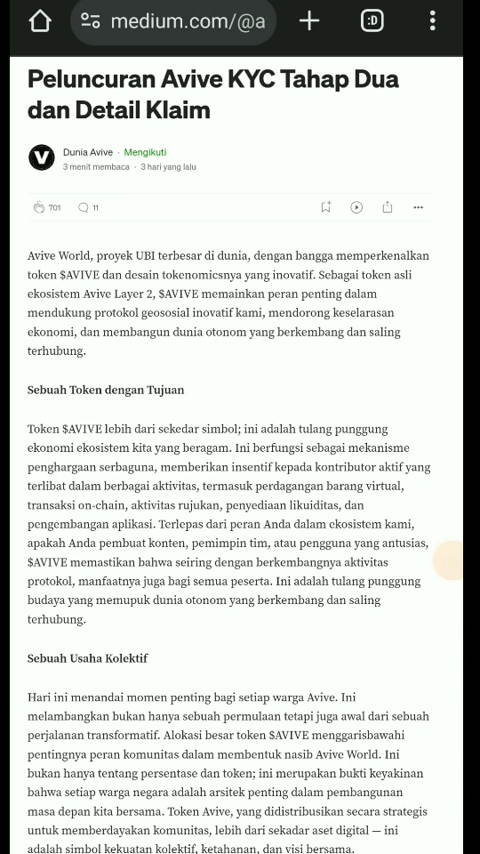 medium.com/@a
:D
Peluncuran Avive KYC Tahap Dua
dan Detail Klaim
V
Dunia Avive · Mengikuti
3 menit membaca · 3 hari yang lalu
701
11
Avive World, proyek UBI terbesar di dunia, dengan bangga memperkenalkan
token $AVIVE dan desain tokenomicsnya yang inovatif. Sebagai token asli
ekosistem Avive Layer 2, $AVIVE memainkan peran penting dalam
mendukung protokol geososial inovatif kami, mendorong keselarasan
ekonomi, dan membangun dunia otonom yang berkembang dan saling
terhubung.
Sebuah Token dengan Tujuan
Token $AVIVE lebih dari sekedar simbol; ini adalah tulang punggung
ekonomi ekosistem kita yang beragam. Ini berfungsi sebagai mekanisme
penghargaan serbaguna, memberikan insentif kepada kontributor aktif yang
terlibat dalam berbagai aktivitas, termasuk perdagangan barang virtual,
transaksi on-chain, aktivitas rujukan, penyediaan likuiditas, dan
pengembangan aplikasi. Terlepas dari peran Anda dalam ekosistem kami,
apakah Anda pembuat konten, pemimpin tim, atau pengguna yang antusias,
$AVIVE memastikan bahwa seiring dengan berkembangnya aktivitas
protokol, manfaatnya juga bagi semua peserta. Ini adalah tulang punggung
budaya yang memupuk dunia otonom yang berkembang dan saling
terhubung.
Sebuah Usaha Kolektif
Hari ini menandai momen penting bagi setiap warga Avive. Ini
melambangkan bukan hanya sebuah permulaan tetapi juga awal dari sebuah
perjalanan transformatif. Alokasi besar token $AVIVE menggarisbawahi
pentingnya peran komunitas dalam membentuk nasib Avive World. Ini
bukan hanya tentang persentase dan token; ini merupakan bukti keyakinan
bahwa setiap warga negara adalah arsitek penting dalam pembangunan
masa depan kita bersama. Token Avive, yang didistribusikan secara strategis
untuk memberdayakan komunitas, lebih dari sekadar aset digital — ini
adalah simbol kekuatan kolektif, ketahanan, dan visi bersama.